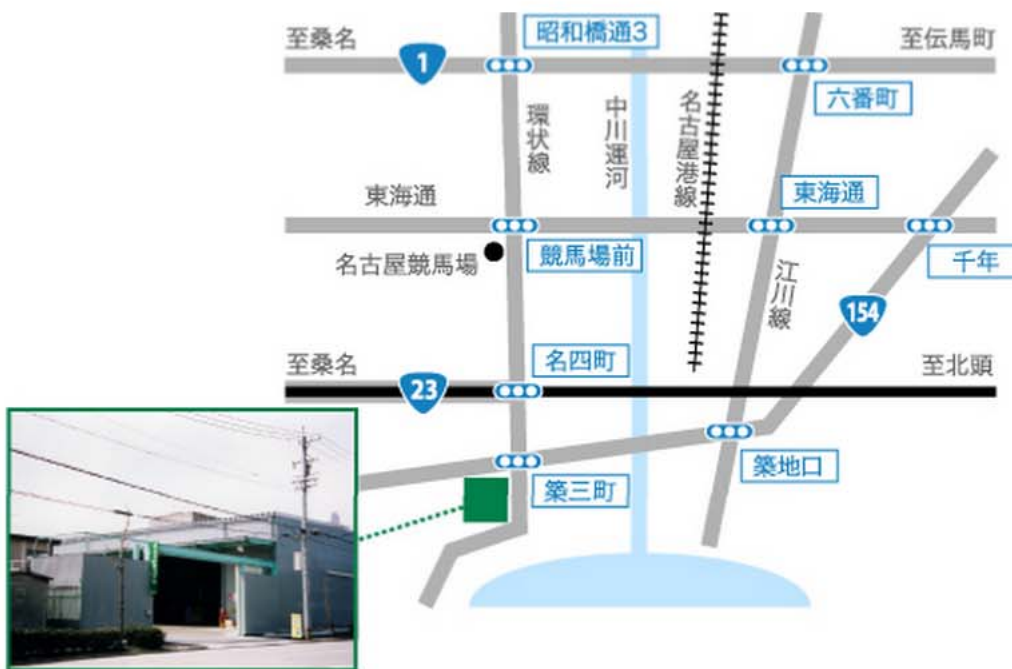 至桑名
1
昭和橋通3
至伝馬町
六番町
環状線
中川運河
名古屋港線
東海通
東海通
名古屋競馬場
競馬場前
千年
江川線
154
至桑名
23
名四町
至北頭
築三町
築地口